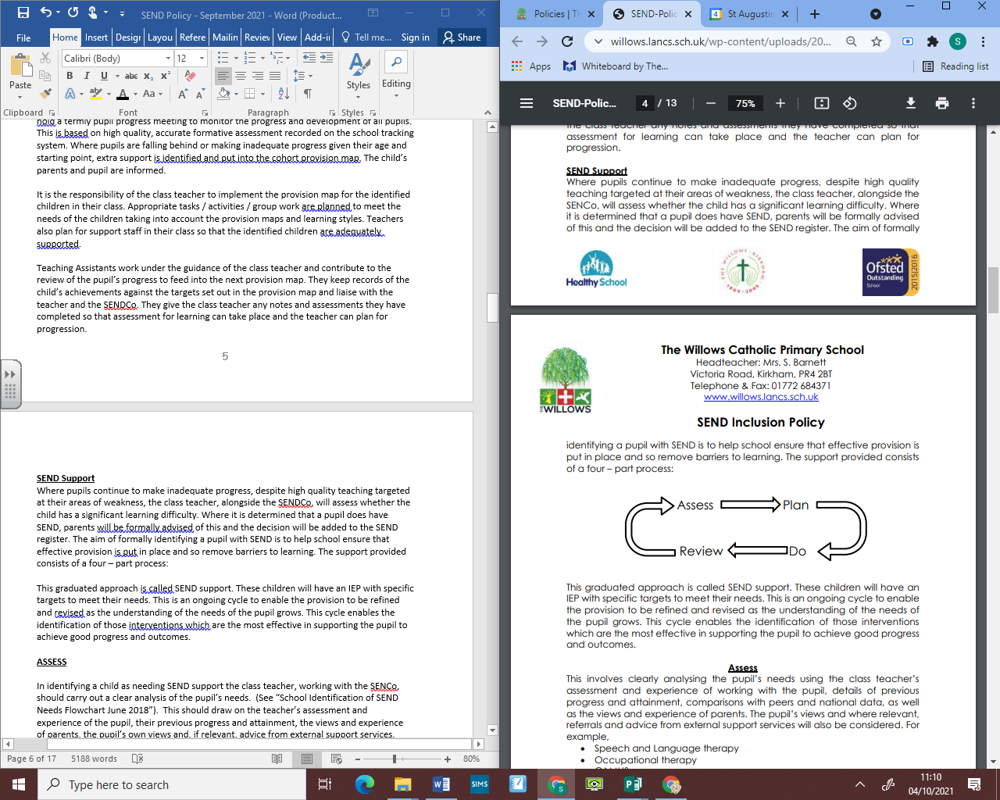 SEND Policy - September 2021 - Word (Product...
File Home Insert Design Layou Refere Mailin Review View Add-i Tell me... Sign in Share
Calibri (Body) 12
Paste
B I U abc x₂ x²
A ab A Aa A A
Styles
Editing
Clipboard Font Paragraph Styles
hold a termly pupil progress meeting to monitor the progress and development of all pupils.
This is based on high quality, accurate formative assessment recorded on the school tracking
system. Where pupils are falling behind or making inadequate progress given their age and
starting point, extra support is identified and put into the cohort provision map. The child's
parents and pupil are informed.
It is the responsibility of the class teacher to implement the provision map for the identified
children in their class. Appropriate tasks / activities / group work are planned to meet the
needs of the children taking into account the provision maps and learning styles. Teachers
also plan for support staff in their class so that the identified children are adequately
supported.
Teaching Assistants work under the guidance of the class teacher and contribute to the
review of the pupil's progress to feed into the next provision map. They keep records of the
child's achievements against the targets set out in the provision map and liaise with the
teacher and the SENDCo. They give the class teacher any notes and assessments they have
completed so that assessment for learning can take place and the teacher can plan for
progression.
5
SEND Support
Where pupils continue to make inadequate progress, despite high quality teaching targeted
at their areas of weakness, the class teacher, alongside the SENDCo, will assess whether the
child has a significant learning difficulty. Where it is determined that a pupil does have
SEND, parents will be formally advised of this and the decision will be added to the SEND
register. The aim of formally identifying a pupil with SEND is to help school ensure that
effective provision is put in place and so remove barriers to learning. The support provided
consists of a four – part process:
This graduated approach is called SEND support. These children will have an IEP with specific
targets to meet their needs. This is an ongoing cycle to enable the provision to be refined
and revised as the understanding of the needs of the pupil grows. This cycle enables the
identification of those interventions which are the most effective in supporting the pupil to
achieve good progress and outcomes.
ASSESS
In identifying a child as needing SEND support the class teacher, working with the SENCo,
should carry out a clear analysis of the pupil's needs. (See "School Identification of SEND
Needs Flowchart June 2018"). This should draw on the teacher's assessment and
experience of the pupil, their previous progress and attainment, the views and experience
of parents, the pupil's own views and, if relevant, advice from external support services.
Page 6 of 17 5188 words 80%
Policies | Th SEND-Polic St Augustin
willows.lancs.sch.uk/wp-content/uploads/20... S
Apps Whiteboard by The... Reading list
SEND-Polic... 4 / 13 75%
the class teacher any notes and assessments they have completed so that
assessment for learning can take place and the teacher can plan for
progression.
SEND Support
Where pupils continue to make inadequate progress, despite high quality
teaching targeted at their areas of weakness, the class teacher, alongside the
SENCo, will assess whether the child has a significant learning difficulty. Where
it is determined that a pupil does have SEND, parents will be formally advised
of this and the decision will be added to the SEND register. The aim of formally
Healthy School
THE WILLOWS - KIRKHAM
1809 - 2009
Ofsted
Outstanding
School
2015|2016
THE WILLOWS
The Willows Catholic Primary School
Headteacher: Mrs. S. Barnett
Victoria Road, Kirkham, PR4 2BT
Telephone & Fax: 01772 684371
www.willows.lancs.sch.uk
SEND Inclusion Policy
identifying a pupil with SEND is to help school ensure that effective provision is
put in place and so remove barriers to learning. The support provided consists
of a four – part process:
Assess Plan
Review Do
This graduated approach is called SEND support. These children will have an
IEP with specific targets to meet their needs. This is an ongoing cycle to enable
the provision to be refined and revised as the understanding of the needs of
the pupil grows. This cycle enables the identification of those interventions
which are the most effective in supporting the pupil to achieve good progress
and outcomes.
Assess
This involves clearly analysing the pupil's needs using the class teacher's
assessment and experience of working with the pupil, details of previous
progress and attainment, comparisons with peers and national data, as well
as the views and experience of parents. The pupil's views and where relevant,
referrals and advice from external support services will also be considered. For
example,
• Speech and Language therapy
• Occupational therapy
Type here to search
SIMS
11:10
04/10/2021